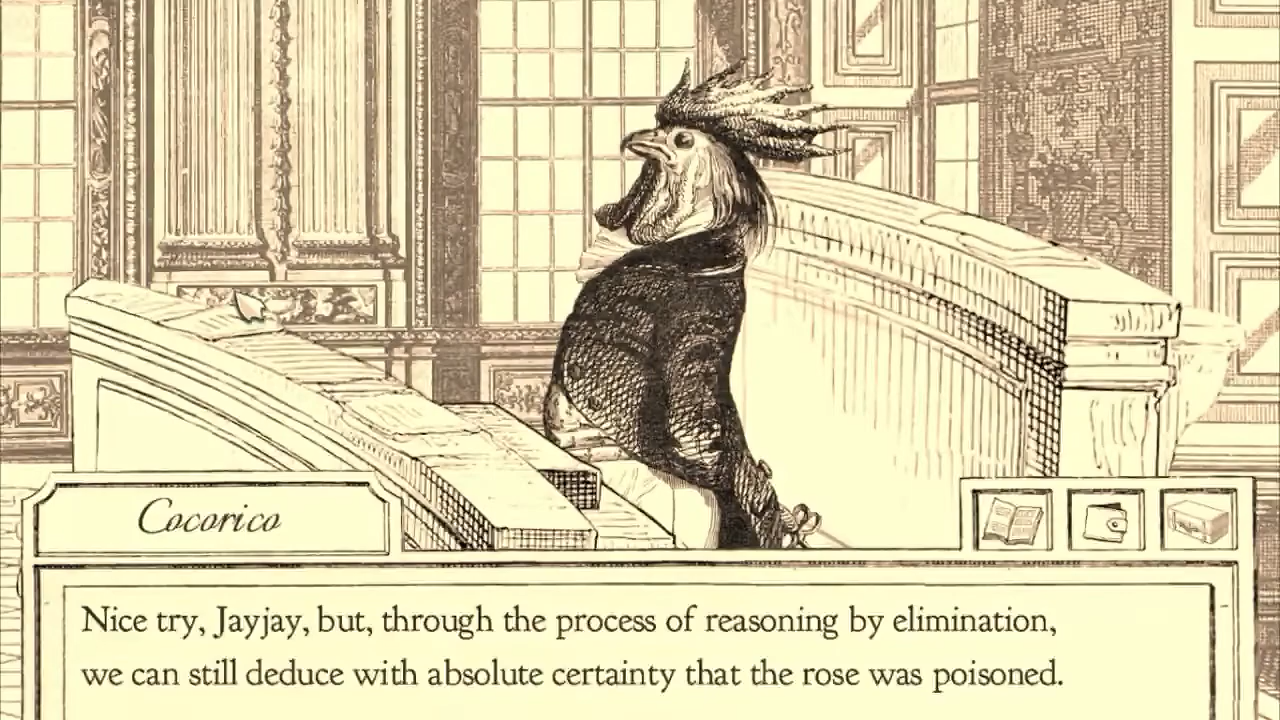 Cocorico
Nice try, Jayjay, but, through the process of reasoning by elimination,
we can still deduce with absolute certainty that the rose was poisoned.